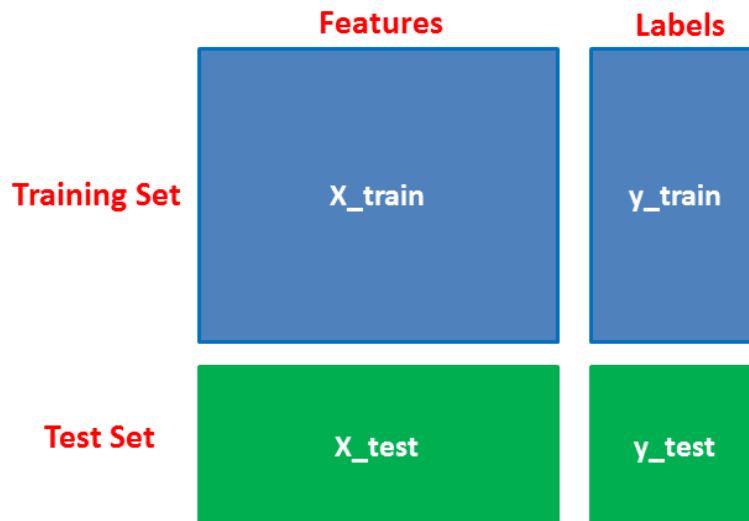 Features
Labels
Training Set
X_train
y_train
Test Set
X_test
y_test